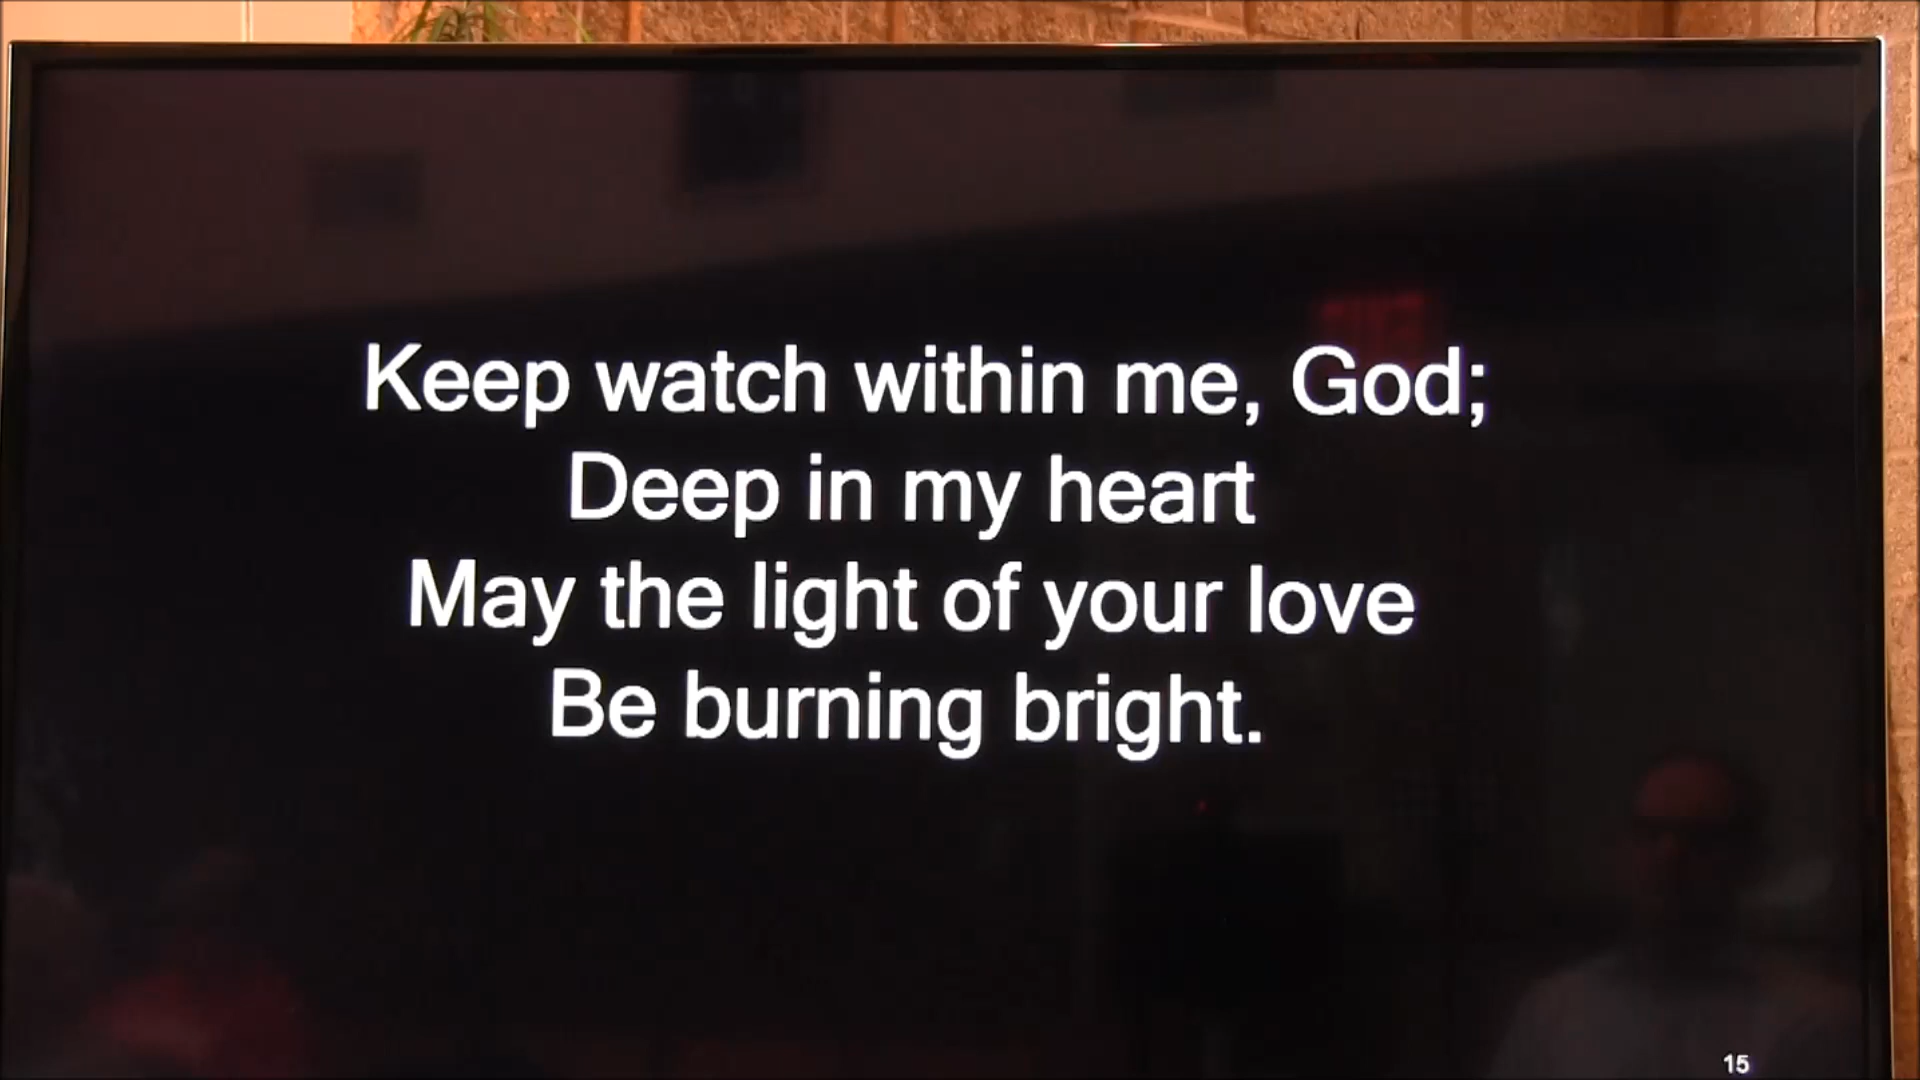 Keep watch within me, God;
Deep in my heart
May the light of your love
Be burning bright.
15